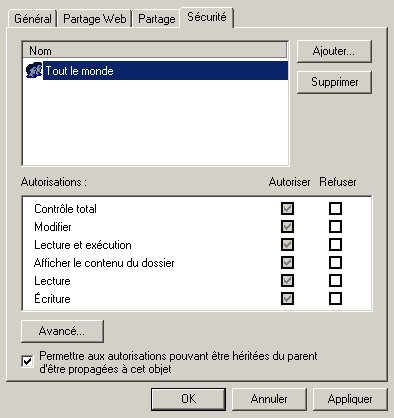 Général Partage Web Partage Sécurité
Nom
Ajouter...
Tout le monde
Supprimer
Autorisations : Autoriser Refuser
Contrôle total
Modifier
Lecture et exécution
Afficher le contenu du dossier
Lecture
Écriture
Avancé...
Permettre aux autorisations pouvant être héritées du parent
d'être propagées à cet objet
OK Annuler Appliquer